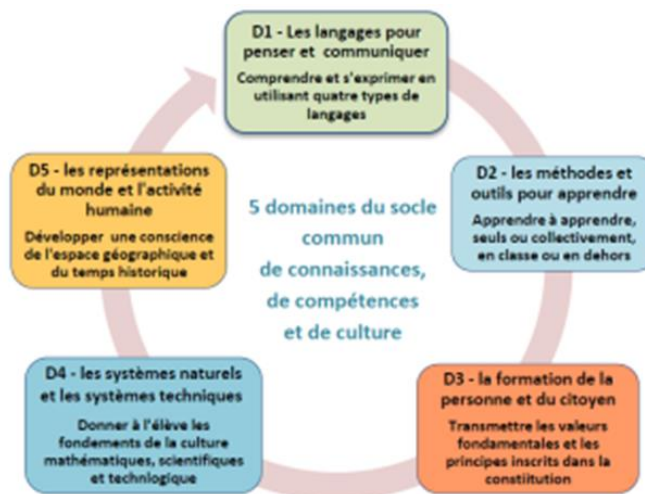 D1 - Les langages pour
penser et communiquer
Comprendre et s'exprimer en
utilisant quatre types de
langages
D2 - les méthodes et
outils pour apprendre
Apprendre à apprendre,
seuls ou collectivement,
en classe ou en dehors
D3 - la formation de la
personne et du citoyen
Transmettre les valeurs
fondamentales et les
principes inscrits dans la
constiitution
D4 - les systèmes naturels
et les systèmes techniques
Donner à l'élève les
fondements de la culture
mathématiques, scientifiques
et technlogique
D5 - les représentations
du monde et l'activité
humaine
Développer une conscience
de l'espace géographique et
du temps historique
5 domaines du socle
commun
de connaissances,
de compétences
et de culture